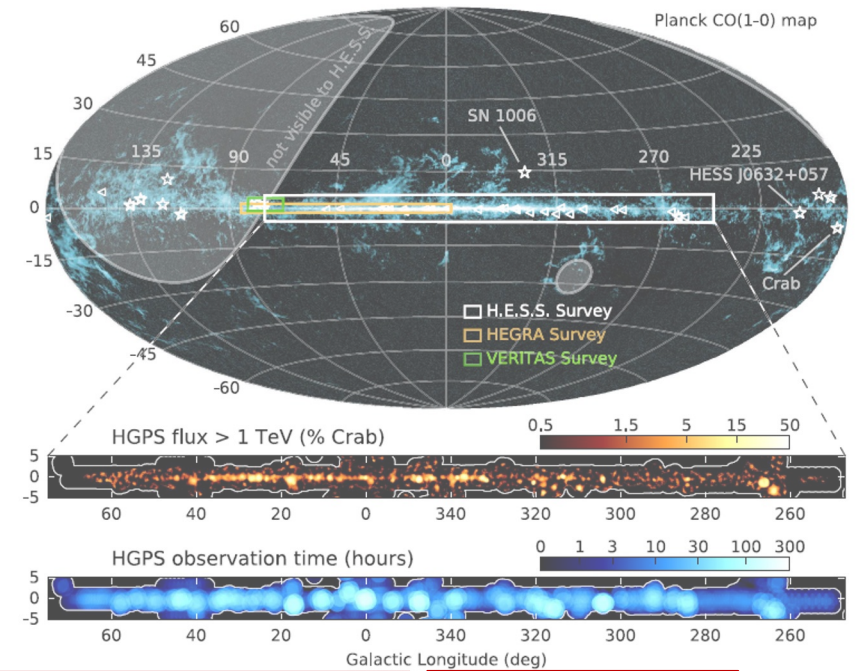 Planck CO(1-0) map
60
45
30
15
0
-15
-30
-45
-60
not visible to H.E.S.S.
135 90 45 0 315 270 225
SN 1006
HESS J0632+057
Crab
H.E.S.S. Survey
HEGRA Survey
VERITAS Survey
HGPS flux > 1 TeV (% Crab)
0.5 1.5 5 15 50
5
0
-5
60 40 20 0 340 320 300 280 260
HGPS observation time (hours)
0 1 3 10 30 100 300
5
0
-5
60 40 20 0 340 320 300 280 260
Galactic Longitude (deg)